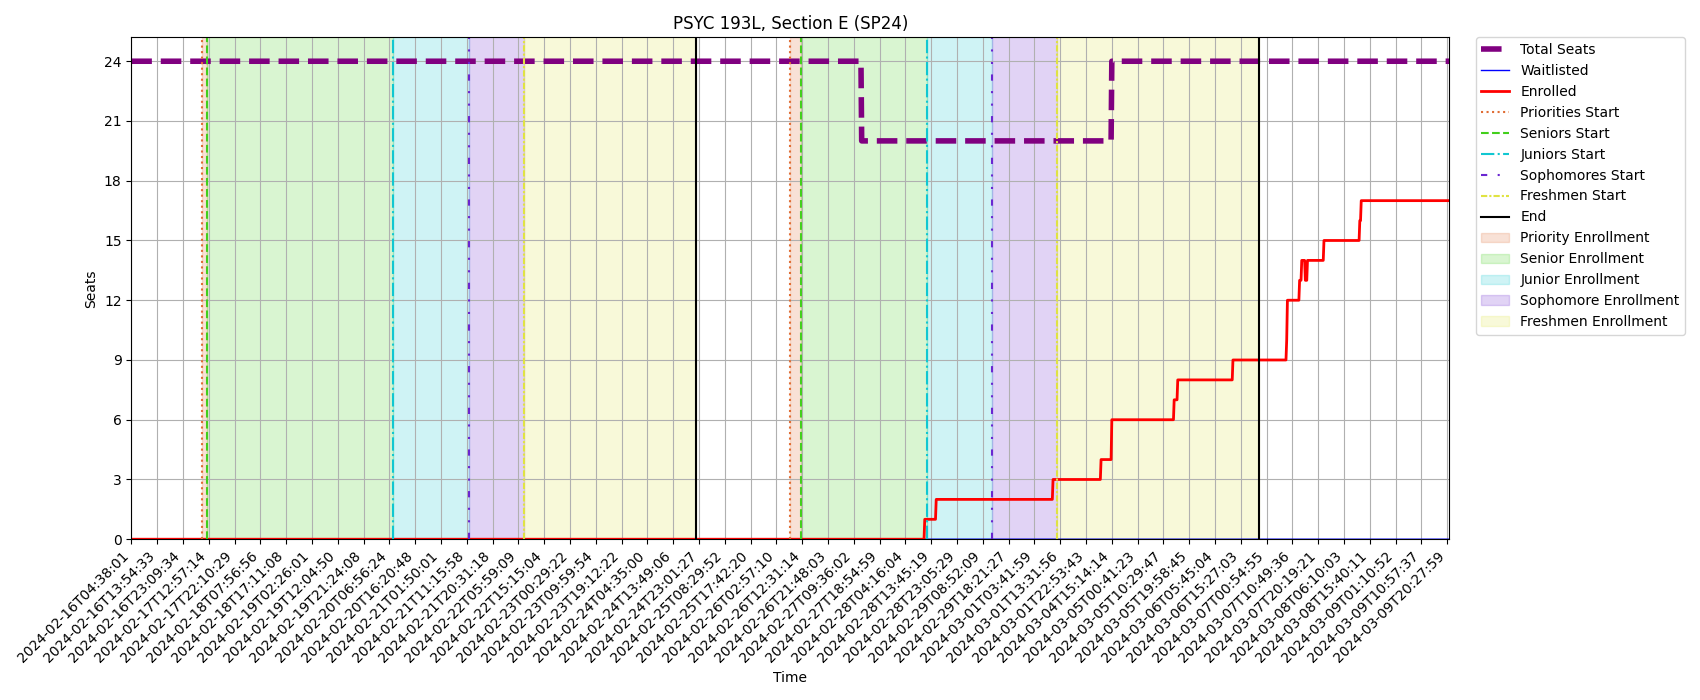 PSYC 193L, Section E (SP24)
Seats
24
21
18
15
12
9
6
3
0
2024-02-16T04:38:01
2024-02-16T13:54:33
2024-02-16T23:09:34
2024-02-17T12:57:14
2024-02-17T22:10:29
2024-02-18T07:56:56
2024-02-18T17:11:08
2024-02-19T02:26:01
2024-02-19T12:04:50
2024-02-19T21:24:08
2024-02-20T06:56:24
2024-02-20T16:20:48
2024-02-21T01:50:01
2024-02-21T11:15:58
2024-02-21T20:31:18
2024-02-22T05:59:09
2024-02-22T15:15:04
2024-02-23T00:29:22
2024-02-23T09:59:54
2024-02-23T19:12:22
2024-02-24T04:35:00
2024-02-24T13:49:06
2024-02-24T23:01:27
2024-02-25T08:29:52
2024-02-25T17:42:20
2024-02-26T02:57:10
2024-02-26T12:31:14
2024-02-26T21:48:03
2024-02-27T09:36:02
2024-02-27T18:54:59
2024-02-28T04:16:04
2024-02-28T13:45:19
2024-02-28T23:05:29
2024-02-29T08:52:09
2024-02-29T18:21:27
2024-03-01T03:41:59
2024-03-01T13:31:56
2024-03-01T22:53:43
2024-03-04T15:14:14
2024-03-05T00:41:23
2024-03-05T10:29:47
2024-03-05T19:58:45
2024-03-06T05:45:04
2024-03-06T15:27:03
2024-03-07T00:54:55
2024-03-07T10:49:36
2024-03-07T20:19:21
2024-03-08T06:10:03
2024-03-08T15:40:11
2024-03-09T01:10:52
2024-03-09T10:57:37
2024-03-09T20:27:59
Time
Total Seats
Waitlisted
Enrolled
Priorities Start
Seniors Start
Juniors Start
Sophomores Start
Freshmen Start
End
Priority Enrollment
Senior Enrollment
Junior Enrollment
Sophomore Enrollment
Freshmen Enrollment